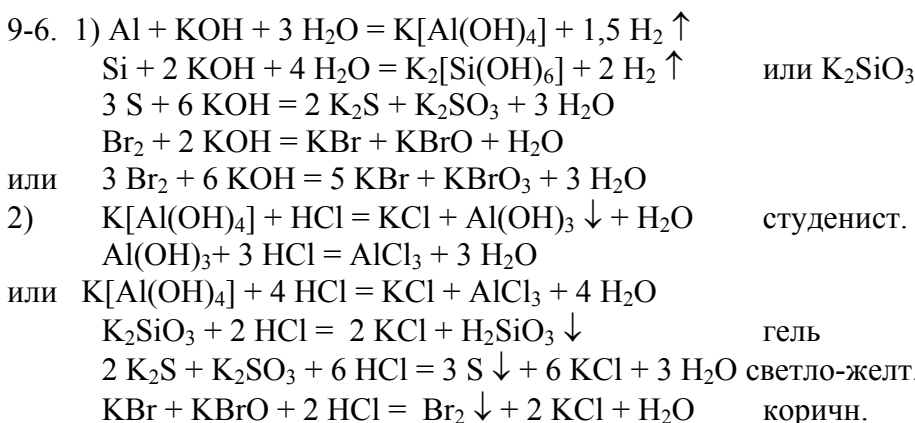 9-6. 1) Al + KOH + 3 H₂O = K[Al(OH)₄] + 1,5 H₂ ↑
Si + 2 KOH + 4 H₂O = K₂[Si(OH)₆] + 2 H₂ ↑ или K₂SiO₃
3 S + 6 KOH = 2 K₂S + K₂SO₃ + 3 H₂O
Br₂ + 2 KOH = KBr + KBrO + H₂O
или 3 Br₂ + 6 KOH = 5 KBr + KBrO₃ + 3 H₂O
2) K[Al(OH)₄] + HCl = KCl + Al(OH)₃ ↓ + H₂O студенист.
Al(OH)₃+ 3 HCl = AlCl₃ + 3 H₂O
или K[Al(OH)₄] + 4 HCl = KCl + AlCl₃ + 4 H₂O
K₂SiO₃ + 2 HCl = 2 KCl + H₂SiO₃ ↓ гель
2 K₂S + K₂SO₃ + 6 HCl = 3 S ↓ + 6 KCl + 3 H₂O светло-желт.
KBr + KBrO + 2 HCl = Br₂ ↓ + 2 KCl + H₂O коричн.